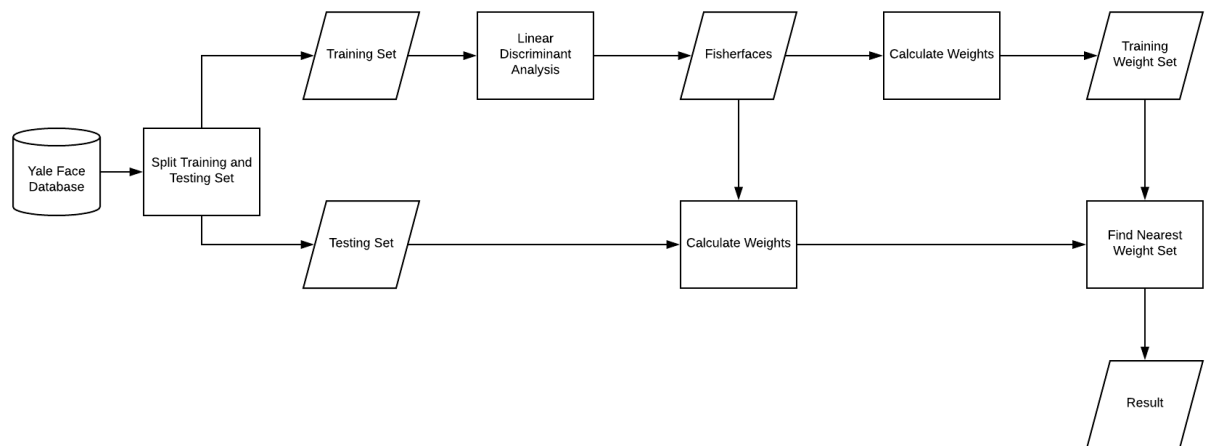 Training Set
Linear
Discriminant
Analysis
Fisherfaces
Calculate Weights
Training
Weight Set
Yale Face
Database
Split Training and
Testing Set
Testing Set
Calculate Weights
Find Nearest
Weight Set
Result